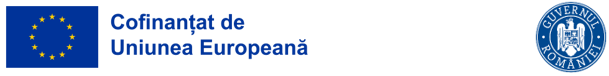 Cofinanțat de
Uniunea Europeană
GUVERNUL
ROMÂNIEI